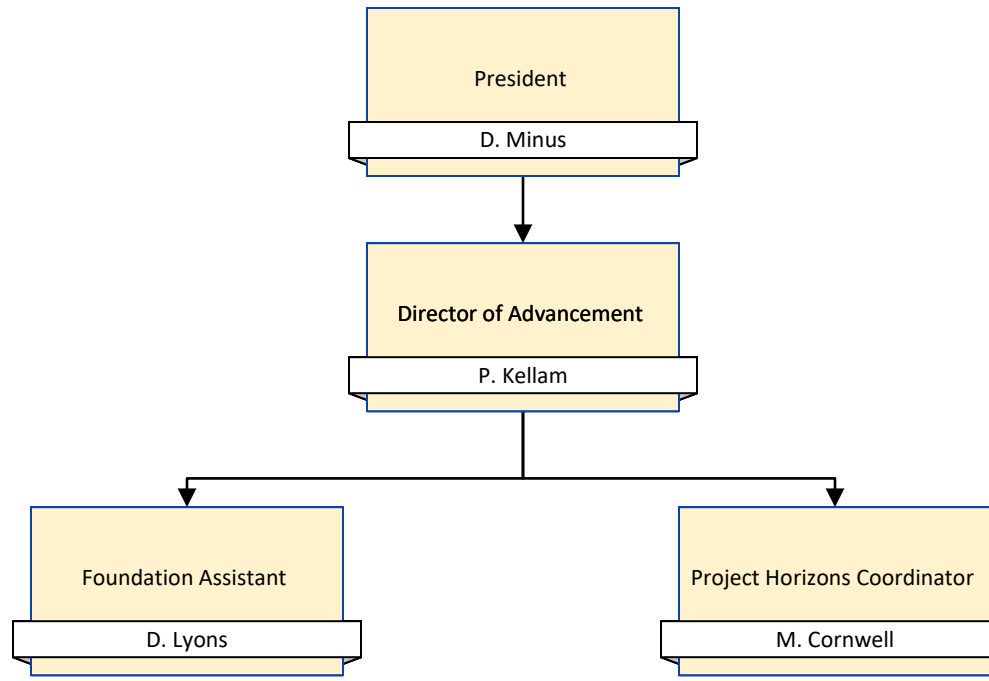 President
D. Minus
Director of Advancement
P. Kellam
Foundation Assistant
D. Lyons
Project Horizons Coordinator
M. Cornwell